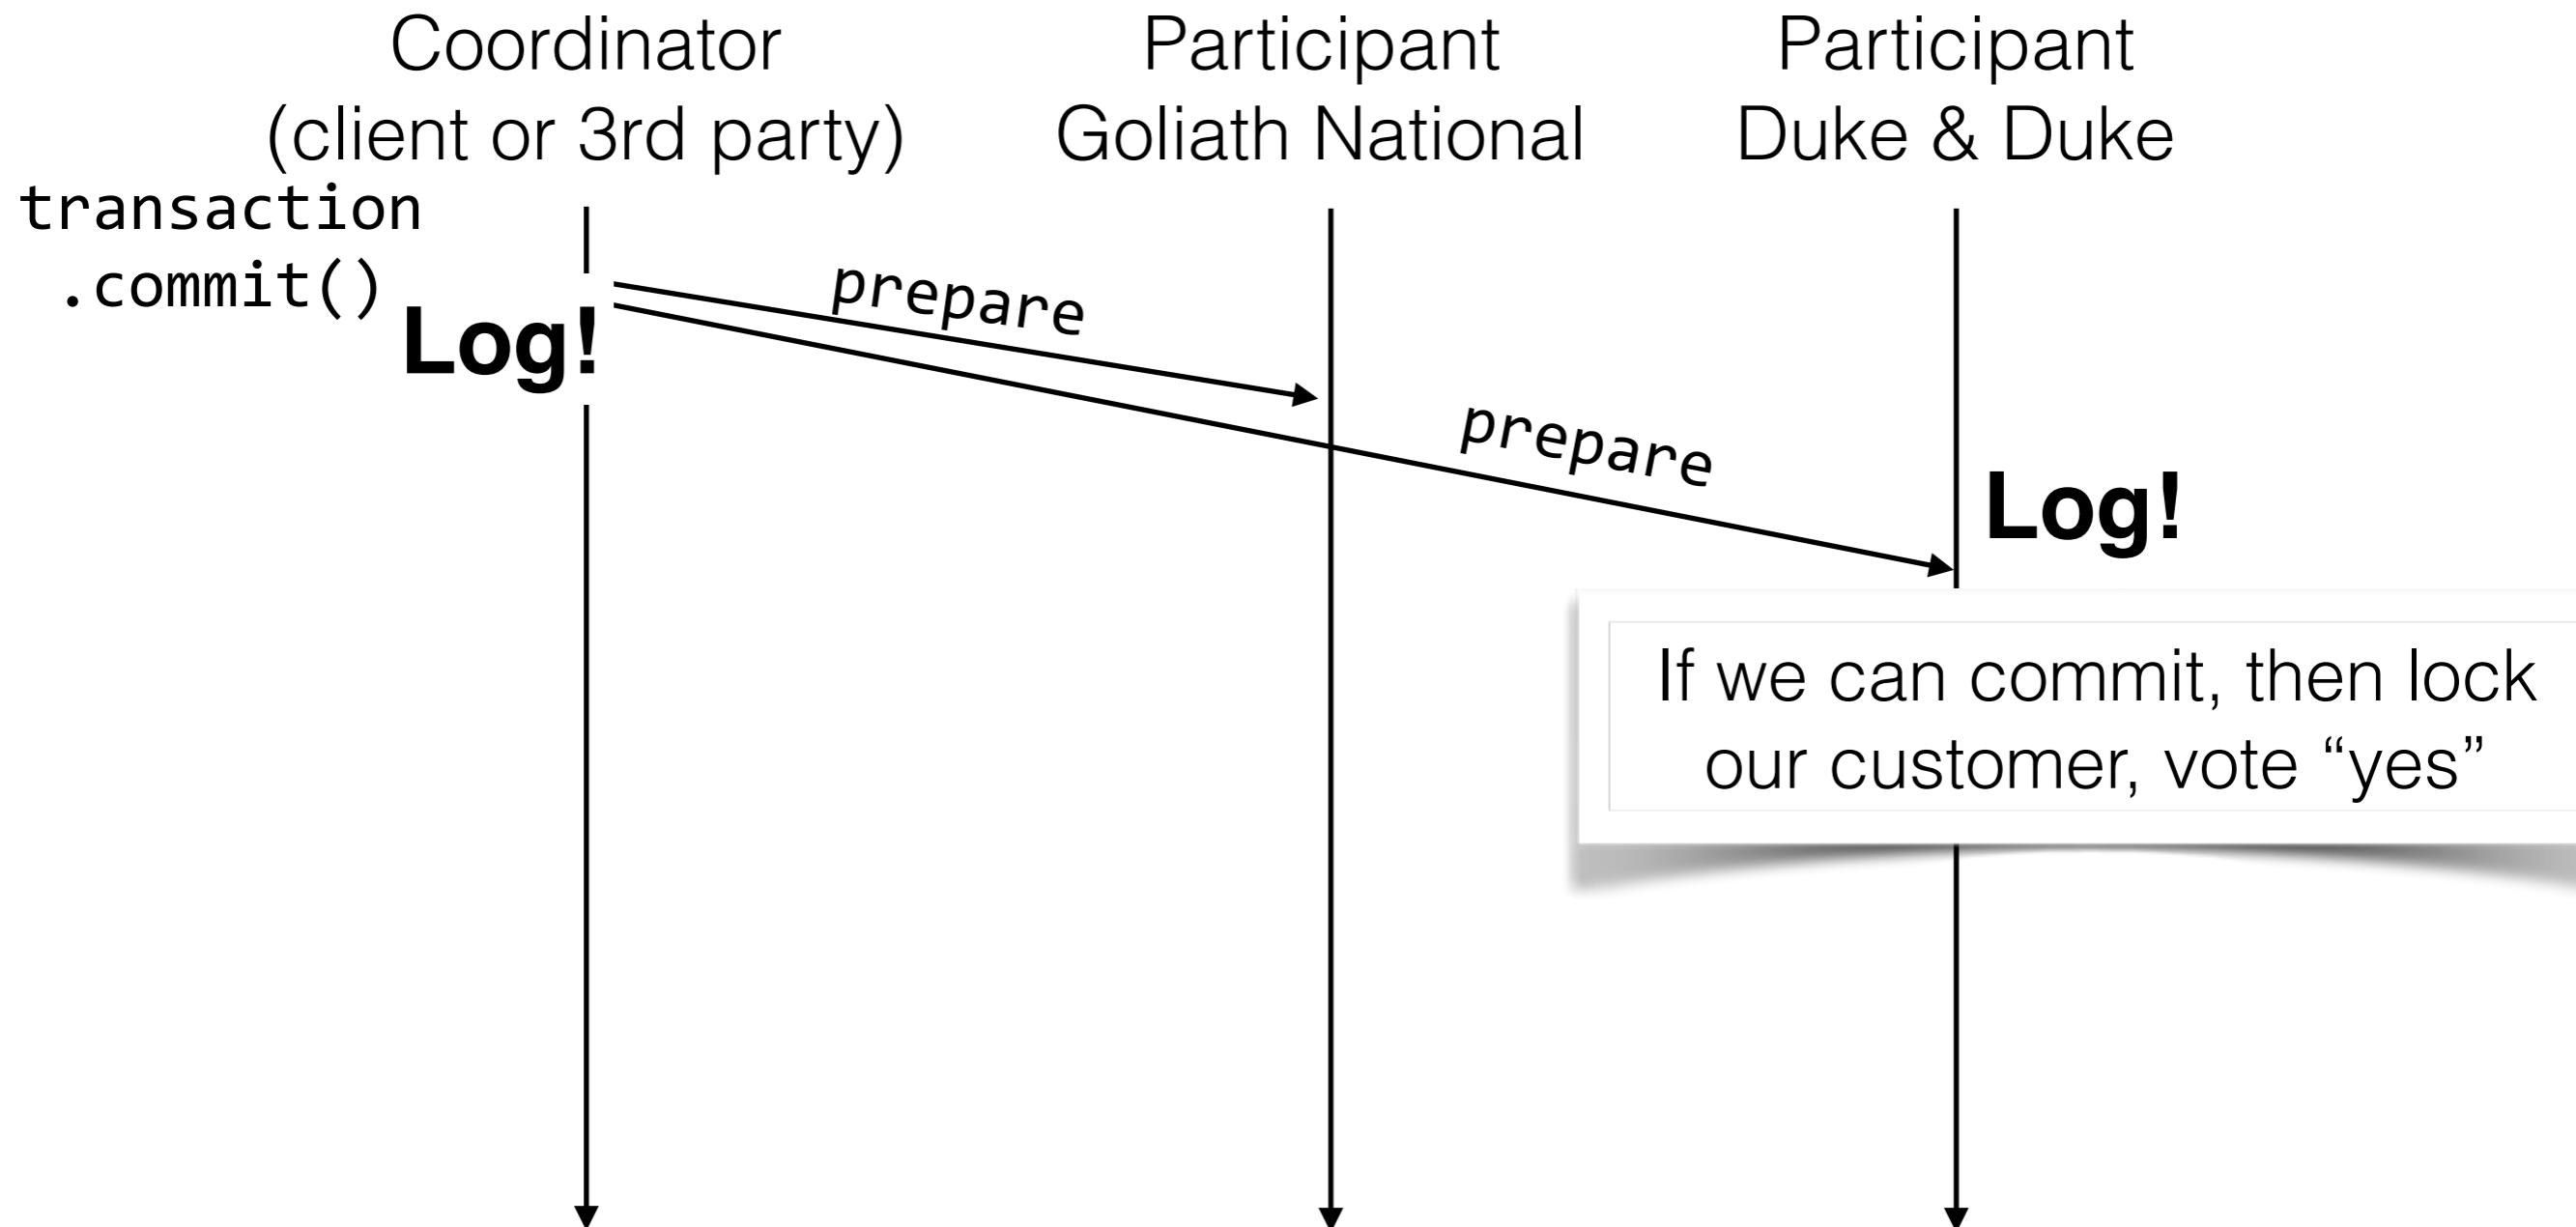 Coordinator
(client or 3rd party)
Participant
Goliath National
Participant
Duke & Duke
transaction
.commit()
Log!
prepare
prepare
Log!
If we can commit, then lock
our customer, vote “yes”